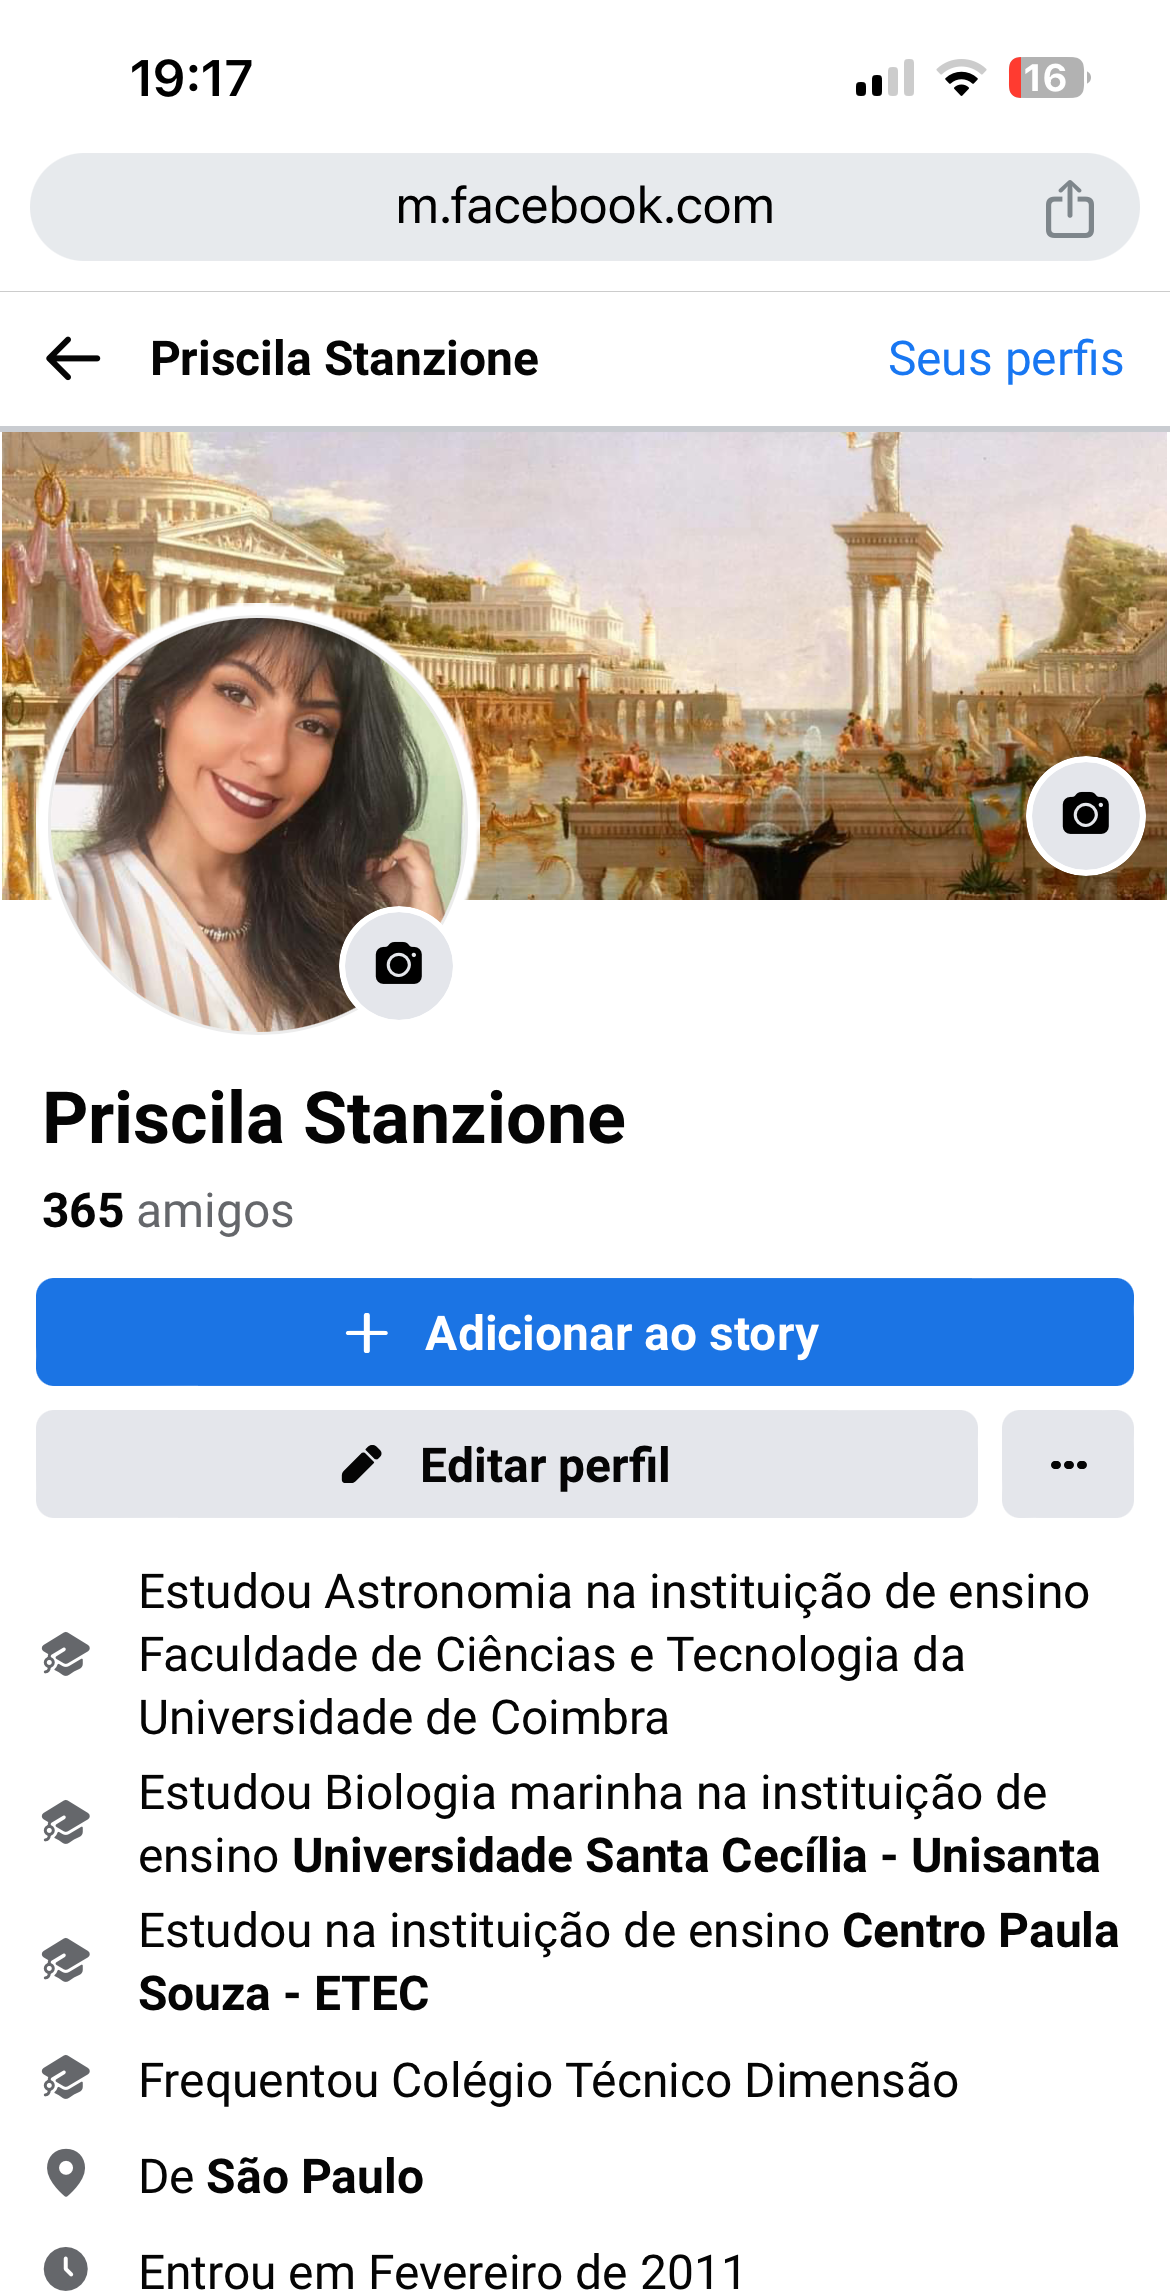 19:17
16
m.facebook.com
Priscila Stanzione
Seus perfis
Priscila Stanzione
365 amigos
Adicionar ao story
Editar perfil
Estudou Astronomia na instituição de ensino
Faculdade de Ciências e Tecnologia da
Universidade de Coimbra
Estudou Biologia marinha na instituição de
ensino Universidade Santa Cecília - Unisanta
Estudou na instituição de ensino Centro Paula
Souza - ETEC
Frequentou Colégio Técnico Dimensão
De São Paulo
Entrou em Fevereiro de 2011